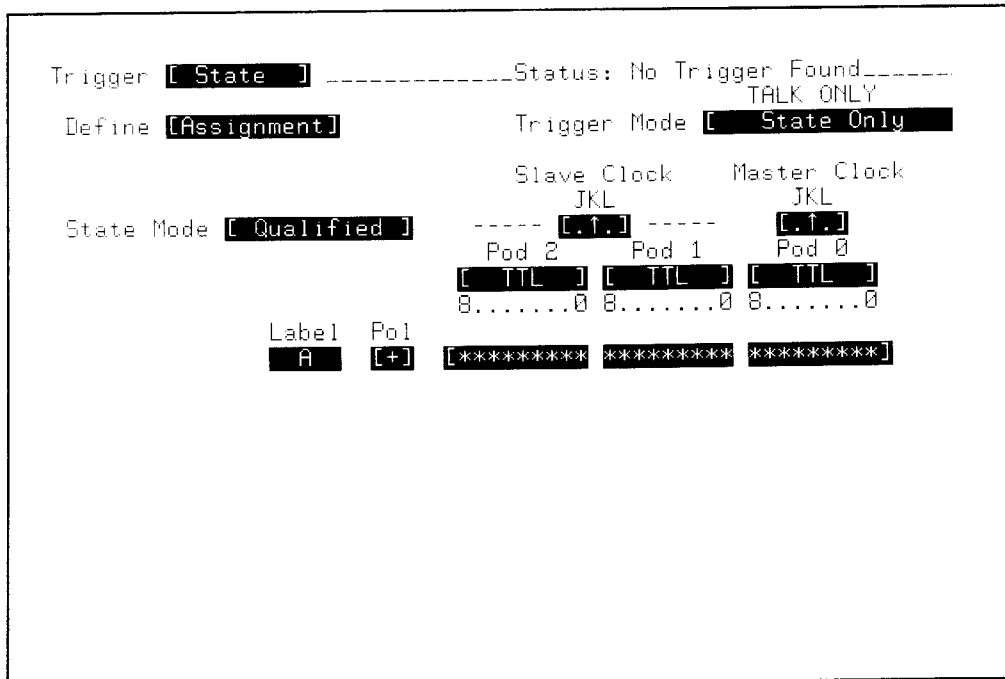 Trigger [ State ] _____________Status: No Trigger Found______
TALK ONLY
Define [Assignment] Trigger Mode [ State Only
Slave Clock Master Clock
JKL JKL
State Mode [ Qualified ] ----- [.↑.] ----- [.↑.]
Pod 2 Pod 1 Pod 0
[ TTL ] [ TTL ] [ TTL ]
8.......0 8.......0 8.......0
Label Pol
A [+] [********* ********* *********]